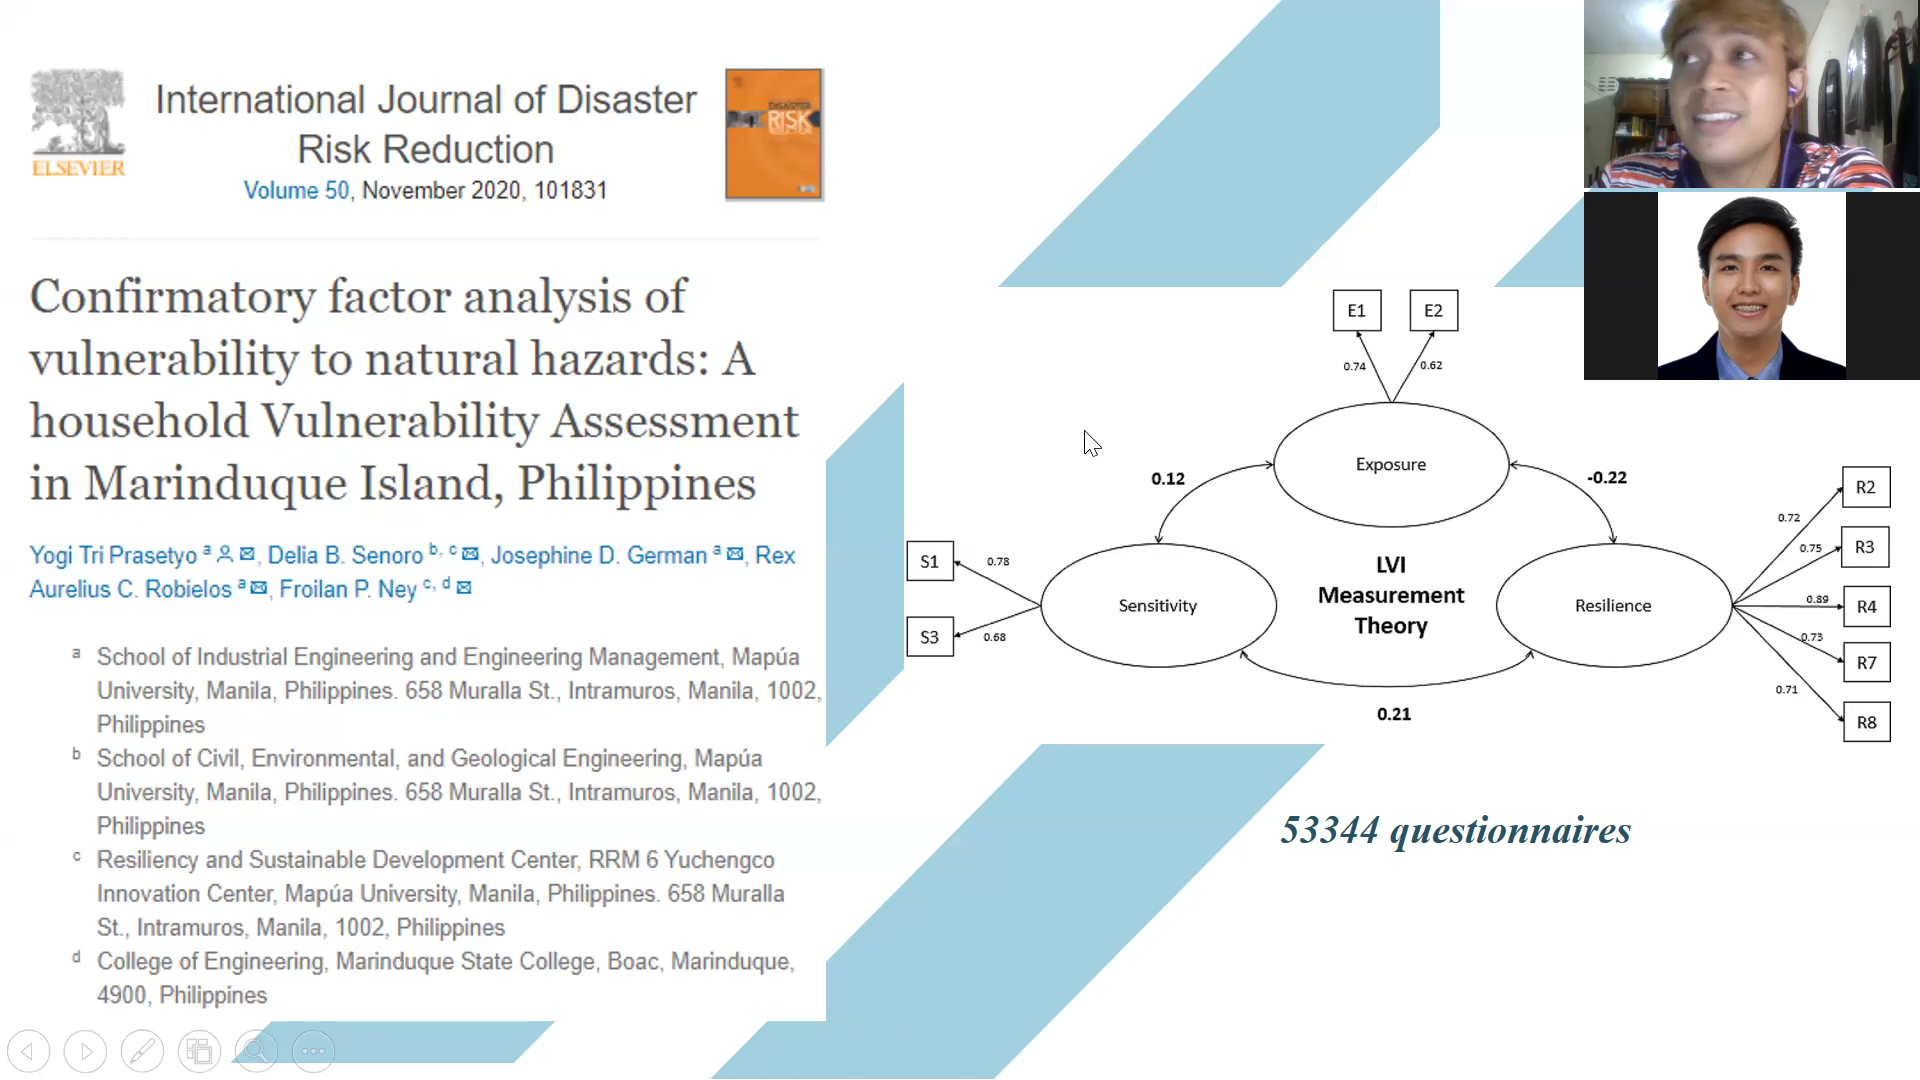 ELSEVIER
International Journal of Disaster
Risk Reduction
Volume 50, November 2020, 101831
DISASTER
RISK
Confirmatory factor analysis of
vulnerability to natural hazards: A
household Vulnerability Assessment
in Marinduque Island, Philippines
Yogi Tri Prasetyo a, Delia B. Senoro b, c, Josephine D. German a, Rex
Aurelius C. Robielos a, Froilan P. Ney c, d
a School of Industrial Engineering and Engineering Management, Mapúa
University, Manila, Philippines. 658 Muralla St., Intramuros, Manila, 1002,
Philippines
b School of Civil, Environmental, and Geological Engineering, Mapúa
University, Manila, Philippines. 658 Muralla St., Intramuros, Manila, 1002,
Philippines
c Resiliency and Sustainable Development Center, RRM 6 Yuchengco
Innovation Center, Mapúa University, Manila, Philippines. 658 Muralla
St., Intramuros, Manila, 1002, Philippines
d College of Engineering, Marinduque State College, Boac, Marinduque,
4900, Philippines
E1 E2
0.74 0.62
Exposure
0.12 -0.22
S1 0.78
S3 0.68
Sensitivity
LVI
Measurement
Theory
Resilience
0.72 R2
0.75 R3
0.89 R4
0.73 R7
0.71 R8
0.21
53344 questionnaires